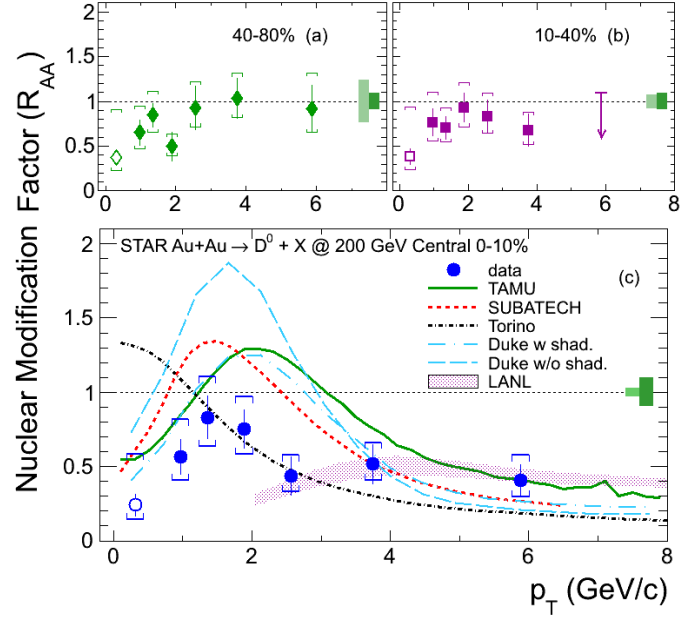 40-80% (a)
10-40% (b)
2
1.5
1
0.5
0
0 2 4 6
0 2 4 6 8
Nuclear Modification Factor (R_AA)
STAR Au+Au → D⁰ + X @ 200 GeV Central 0-10%
(c)
data
TAMU
SUBATECH
Torino
Duke w shad.
Duke w/o shad.
LANL
2
1.5
1
0.5
0
0 2 4 6 8
p_T (GeV/c)